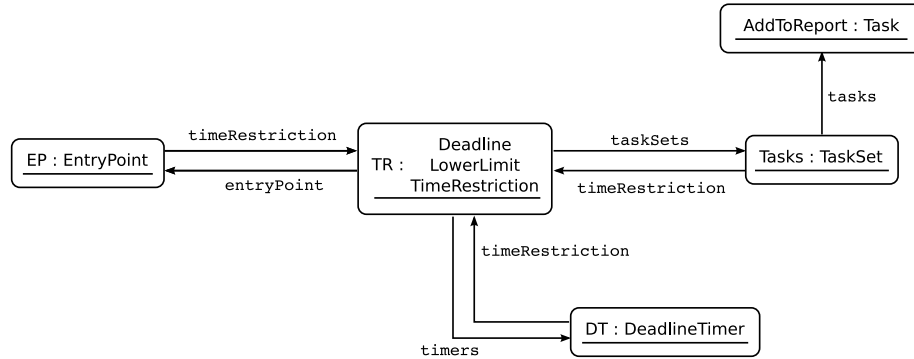 AddToReport : Task
tasks
timeRestriction
taskSets
EP : EntryPoint
Deadline
TR : LowerLimit
TimeRestriction
Tasks : TaskSet
entryPoint
timeRestriction
timeRestriction
DT : DeadlineTimer
timers